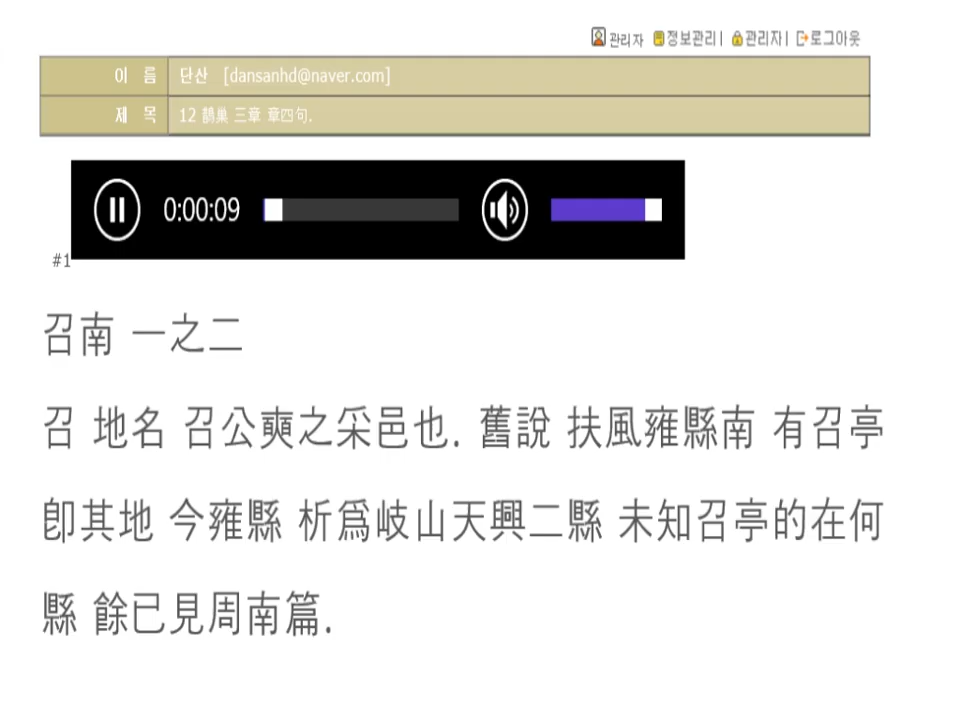 관리자 정보관리 | 관리자 | 로그아웃
이 름 단산 [dansanhd@naver.com]
제 목 12 鵲巢 三章 章四句.
0:00:09
#1
召南 一之二
召 地名 召公奭之采邑也. 舊說 扶風雍縣南 有召亭
卽其地 今雍縣 析爲岐山天興二縣 未知召亭的在何
縣 餘已見周南篇.